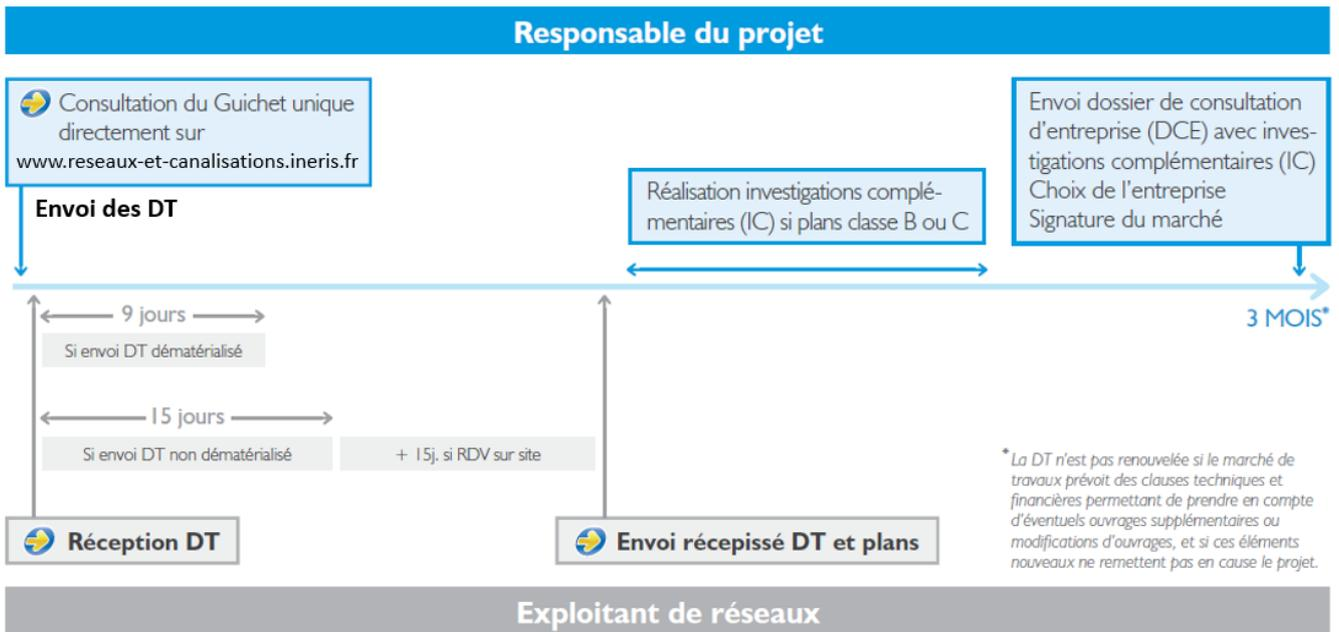 Responsable du projet
Consultation du Guichet unique
directement sur
www.reseaux-et-canalisations.ineris.fr
Envoi des DT
Réalisation investigations complé-
mentaires (IC) si plans classe B ou C
Envoi dossier de consultation
d'entreprise (DCE) avec inves-
tigations complémentaires (IC)
Choix de l'entreprise
Signature du marché
3 MOIS*
9 jours
Si envoi DT dématérialisé
15 jours
Si envoi DT non dématérialisé
+ 15j. si RDV sur site
Réception DT
Envoi récepissé DT et plans
* La DT n'est pas renouvelée si le marché de
travaux prévoit des clauses techniques et
financières permettant de prendre en compte
d'éventuels ouvrages supplémentaires ou
modifications d'ouvrages, et si ces éléments
nouveaux ne remettent pas en cause le projet.
Exploitant de réseaux